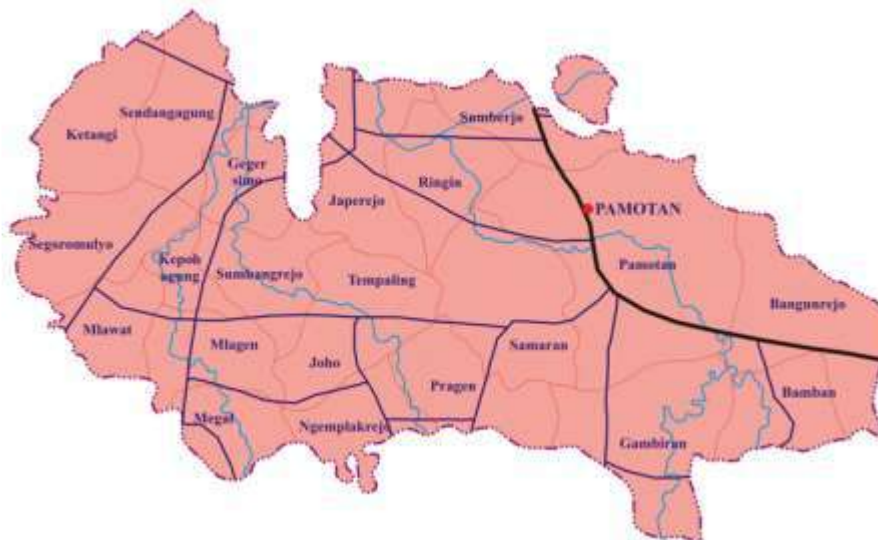 Sendangagung
Sumberjo
Ketangi
Geger
simo
Ringin
Japerejo
PAMOTAN
Segoromulyo
Kepoh
agung
Sumbangrejo
Tempaling
Pamotan
Bangunrejo
Mlawat
Mlagen
Joho
Samaran
Pragen
Bamban
Megal
Ngemplakrejo
Gambiran